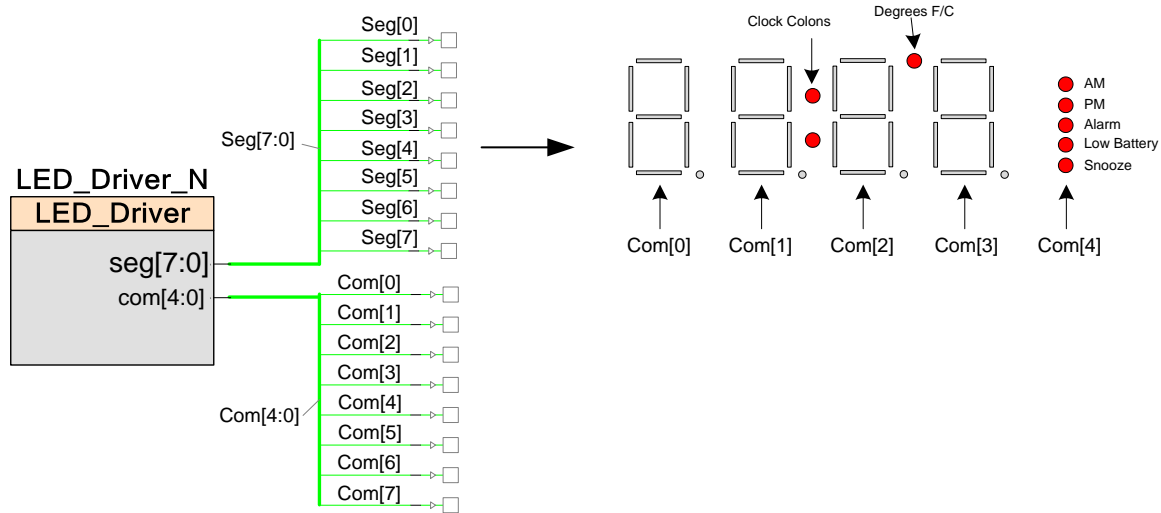 Seg[0]
Seg[1]
Seg[2]
Seg[3]
Seg[4]
Seg[5]
Seg[6]
Seg[7]
Seg[7:0]
LED_Driver_N
LED_Driver
seg[7:0]
com[4:0]
Com[0]
Com[1]
Com[2]
Com[3]
Com[4]
Com[5]
Com[6]
Com[7]
Com[4:0]
Clock Colons
Degrees F/C
AM
PM
Alarm
Low Battery
Snooze
Com[0]
Com[1]
Com[2]
Com[3]
Com[4]